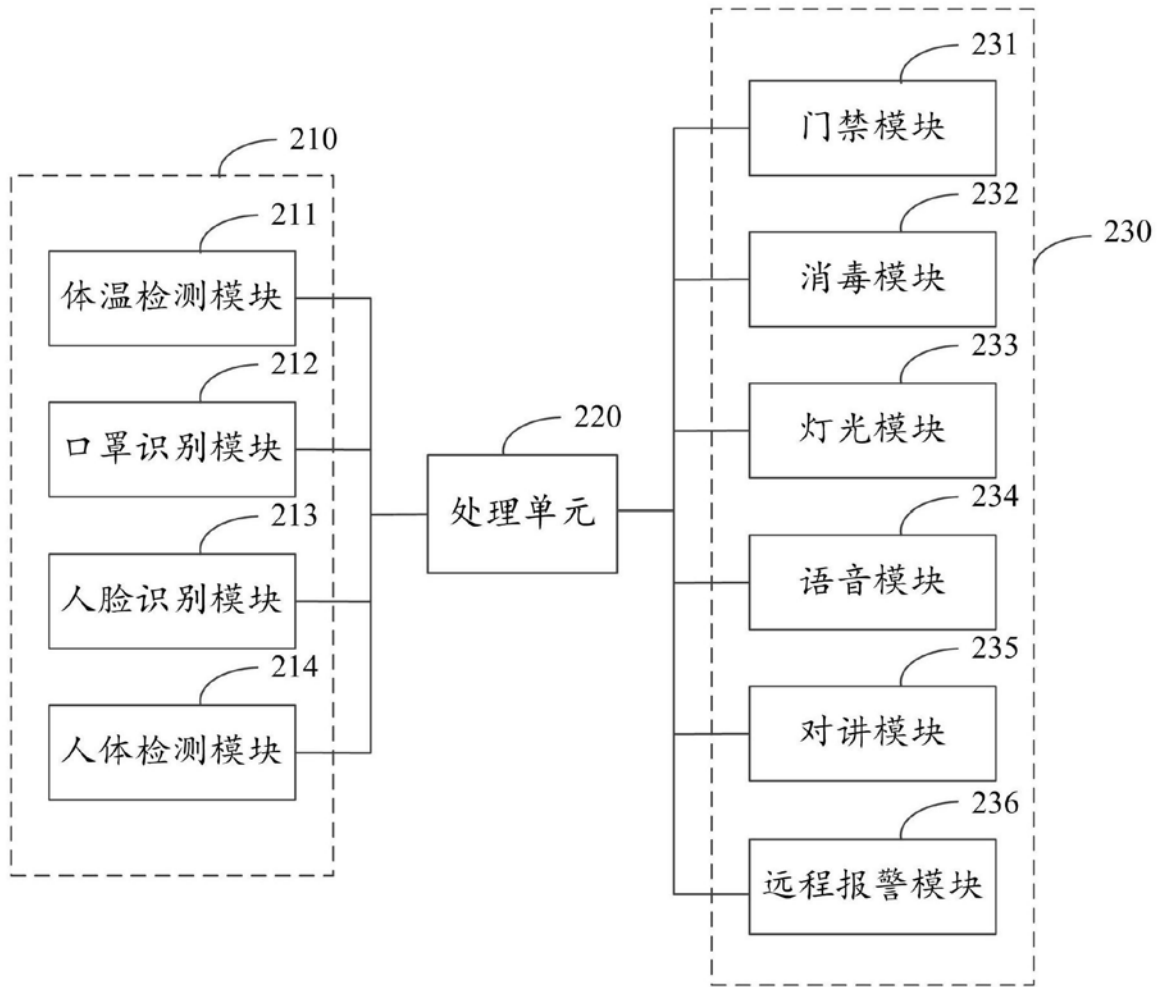 210
211
体温检测模块
212
口罩识别模块
213
人脸识别模块
214
人体检测模块
220
处理单元
230
231
门禁模块
232
消毒模块
233
灯光模块
234
语音模块
235
对讲模块
236
远程报警模块